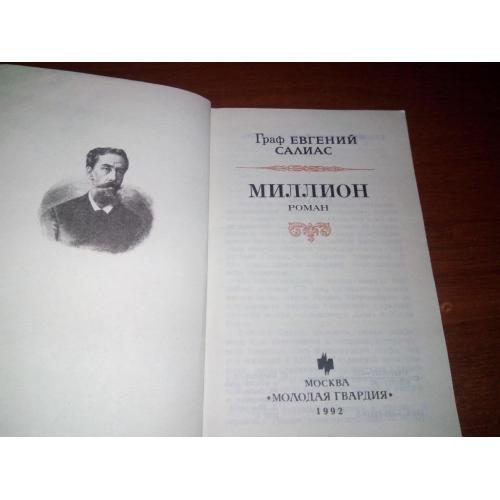 Граф ЕВГЕНИЙ
САЛИАС
МИЛЛИОН
РОМАН
МОСКВА
«МОЛОДАЯ ГВАРДИЯ»
1992